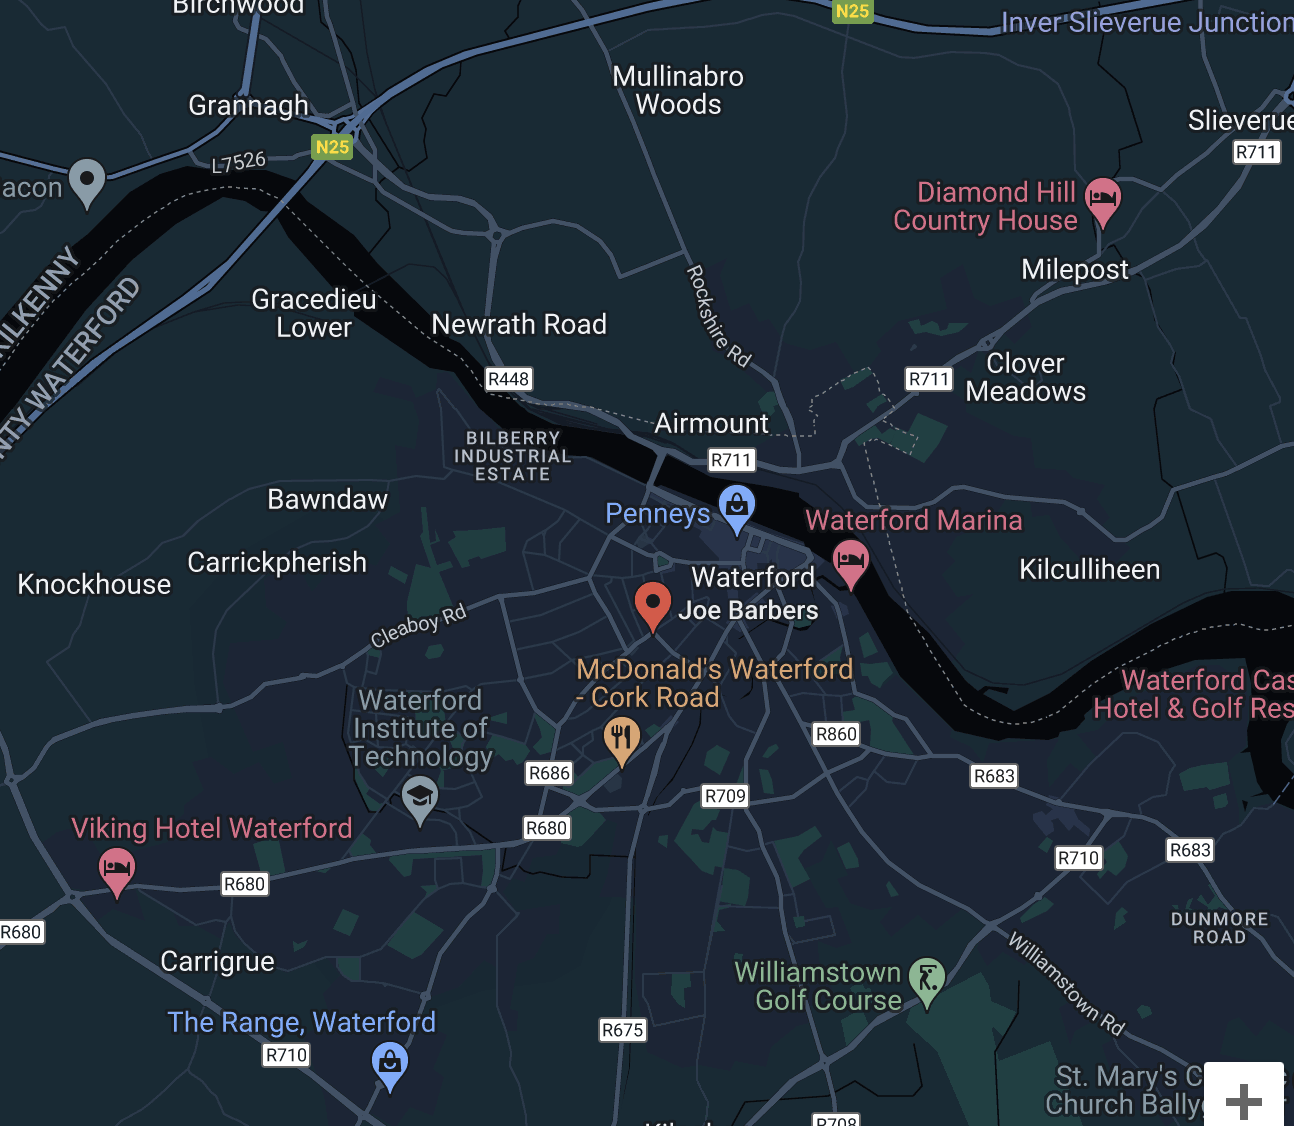 Birchwood
N25
Inver Slieverue Junction
Mullinabro
Woods
Grannagh
N25
L7526
Slieverue
R711
acon
Diamond Hill
Country House
Milepost
KILKENNY
NTY WATERFORD
Gracedieu
Lower
Newrath Road
Rockshire Rd
R448
R711
Clover
Meadows
Airmount
BILBERRY
INDUSTRIAL
ESTATE
R711
Bawndaw
Penneys
Waterford Marina
Carrickpherish
Knockhouse
Waterford
Kilculliheen
Joe Barbers
Cleaboy Rd
McDonald's Waterford
- Cork Road
Waterford
Institute of
Technology
Waterford Cas
Hotel & Golf Res
R860
R686
R683
R709
Viking Hotel Waterford
R680
R683
R710
R680
R680
DUNMORE
ROAD
Carrigrue
Williamstown Rd
Williamstown
Golf Course
The Range, Waterford
R675
R710
St. Mary's C
Church Bally
R708